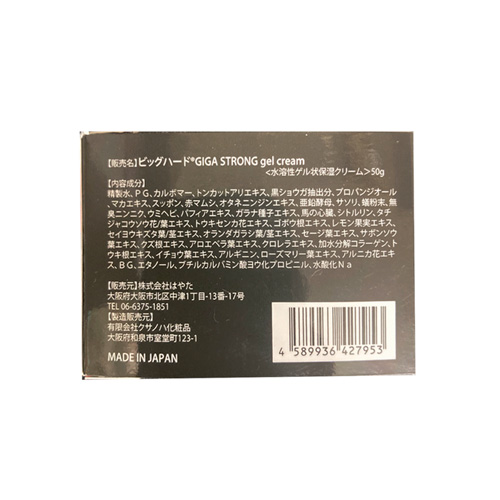 【販売名】ビッグハード®GIGA STRONG gel cream
＜水溶性ゲル状保湿クリーム＞50g
【内容成分】
精製水、ＰＧ、カルボマー、トンカットアリエキス、黒ショウガ抽出分、プロパンジオール
、マカエキス、スッポン、赤マムシ、オタネニンジンエキス、亜鉛酵母、サソリ、蟻粉末、無
臭ニンニク、ウミヘビ、パフィアエキス、ガラナ種子エキス、馬の心臓、シトルリン、タチ
ジャコウソウ花/葉エキス、トウキセンカ花エキス、ゴボウ根エキス、レモン果実エキス、
セイヨウキズタ葉/茎エキス、オランダガラシ葉/茎エキス、セージ葉エキス、サボンソウ
葉エキス、クズ根エキス、アロエベラ葉エキス、クロレラエキス、加水分解コラーゲン、
トウキ根エキス、イチョウ葉エキス、アルギニン、ローズマリー葉エキス、アルニカ花エキ
ス、ＢＧ、エタノール、ブチルカルバミン酸ヨウ化プロピニル、水酸化Ｎａ
【販売元】株式会社はやた
大阪府大阪市北区中津1丁目-13番-17号
TEL 06-6375-1851
【製造販売元】
有限会社クサノハ化粧品
大阪府和泉市室堂町123-1
MADE IN JAPAN
4 589936 427953